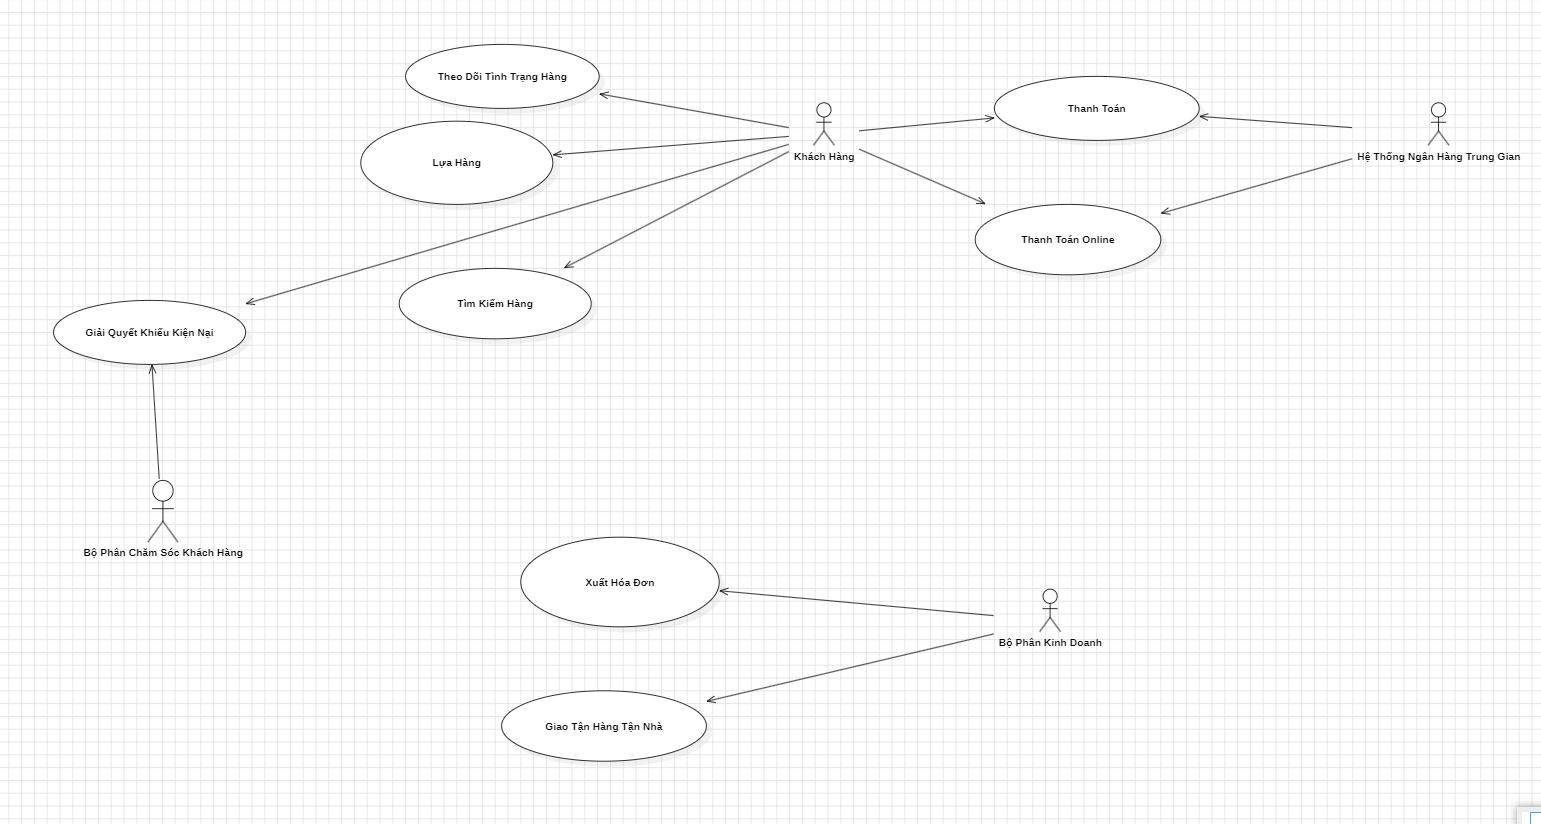 Theo Dõi Tình Trạng Hàng
Thanh Toán
Khách Hàng
Hệ Thống Ngân Hàng Trung Gian
Lựa Hàng
Thanh Toán Online
Tìm Kiếm Hàng
Giải Quyết Khiếu Kiện Nại
Bộ Phân Chăm Sóc Khách Hàng
Xuất Hóa Đơn
Bộ Phân Kinh Doanh
Giao Tận Hàng Tận Nhà